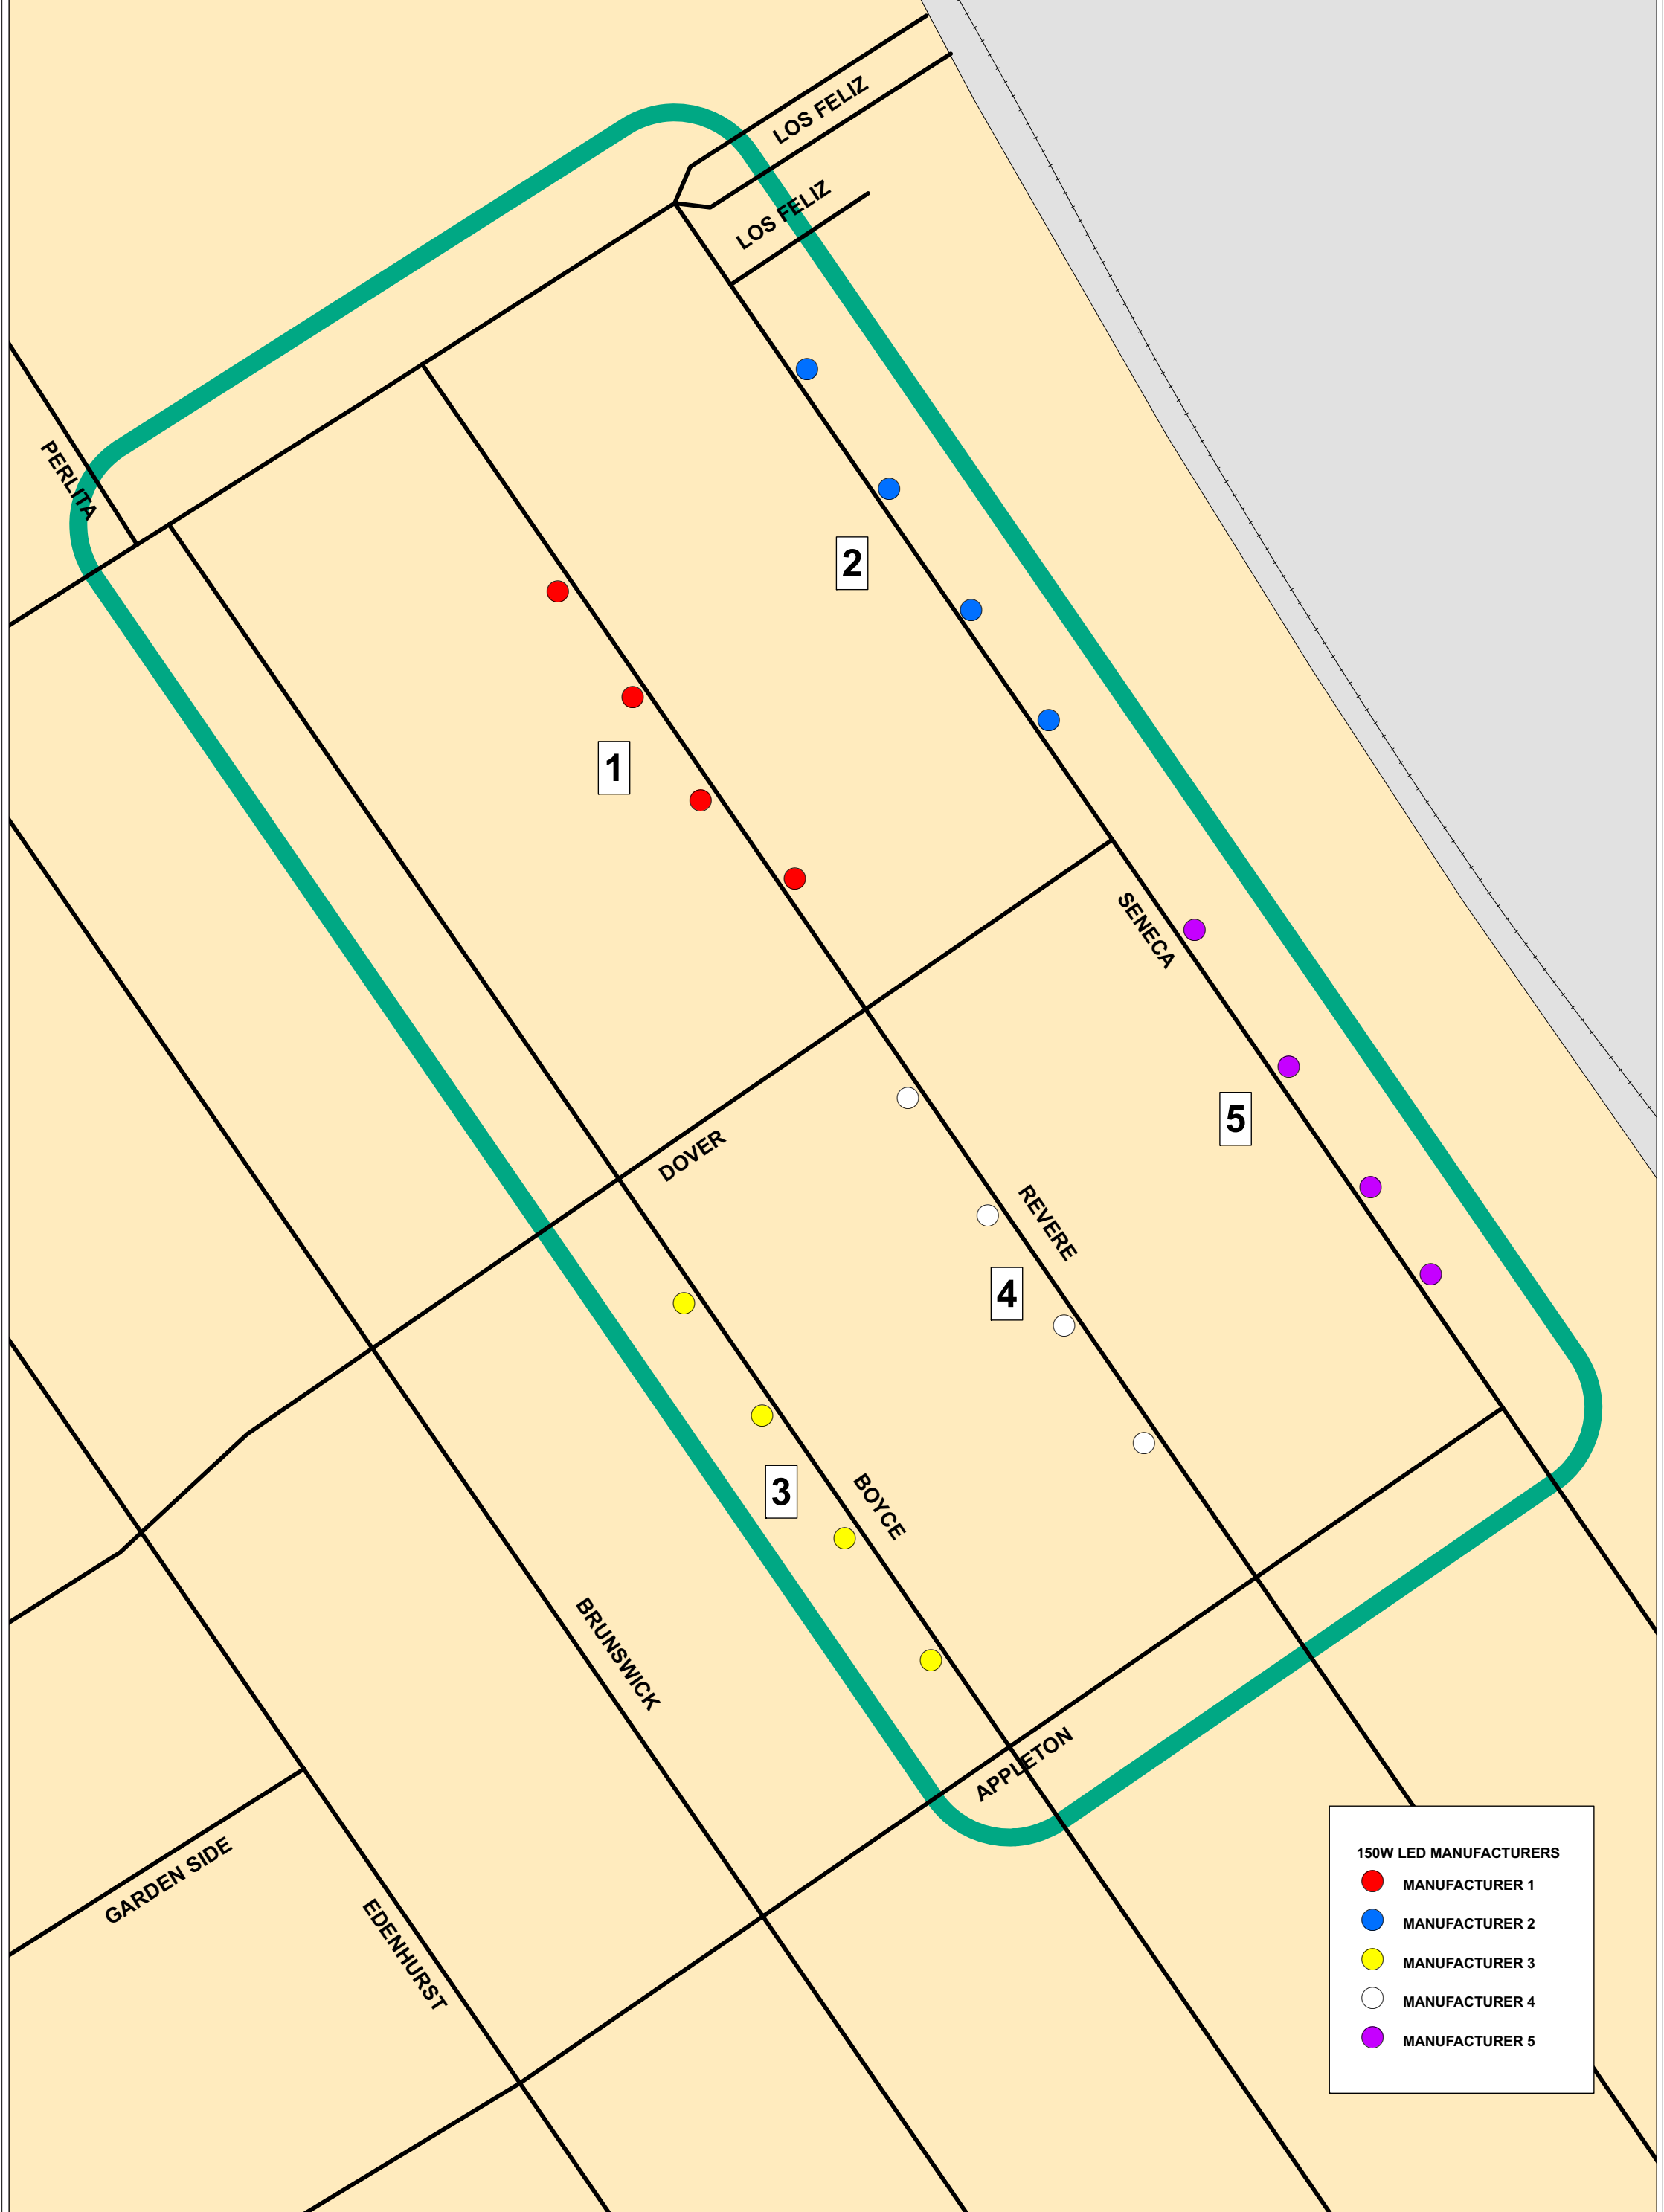 LOS FELIZ
LOS FELIZ
PERLITA
2
1
SENECA
5
DOVER
REVERE
4
3
BOYCE
BRUNSWICK
APPLETON
GARDEN SIDE
EDENHURST
150W LED MANUFACTURERS
MANUFACTURER 1
MANUFACTURER 2
MANUFACTURER 3
MANUFACTURER 4
MANUFACTURER 5